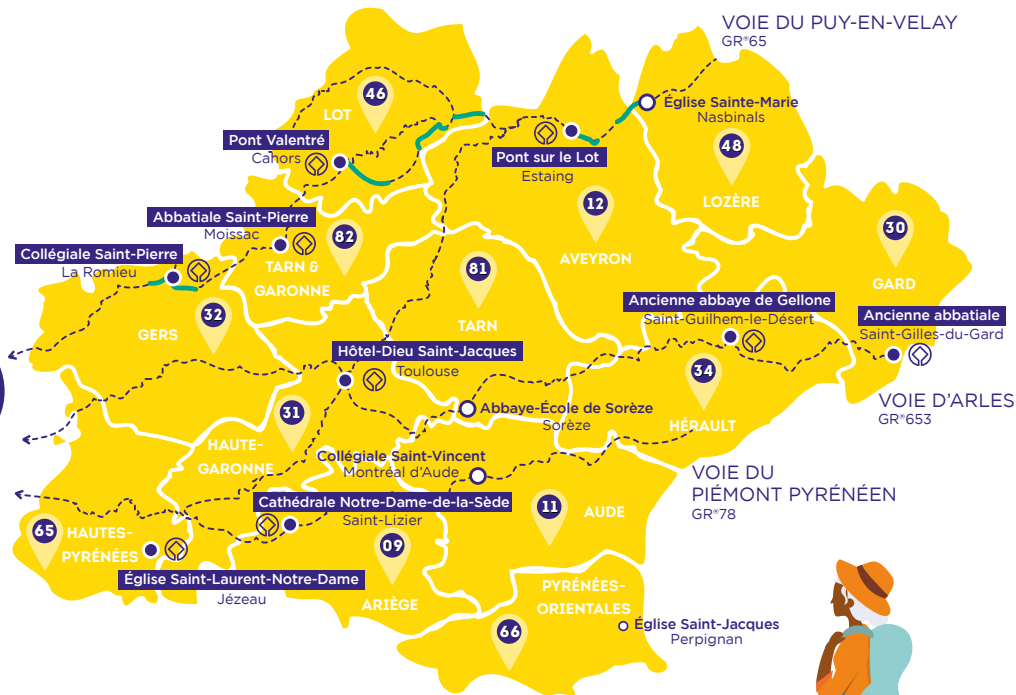 VOIE DU PUY-EN-VELAY
GR®65
46
LOT
Église Sainte-Marie
Nasbinals
Pont Valentré
Cahors
Pont sur le Lot
Estaing
48
LOZÈRE
12
AVEYRON
Abbatiale Saint-Pierre
Moissac
82
TARN &
GARONNE
30
GARD
Collégiale Saint-Pierre
La Romieu
81
TARN
32
GERS
Ancienne abbaye de Gellone
Saint-Guilhem-le-Désert
Ancienne abbatiale
Saint-Gilles-du-Gard
Hôtel-Dieu Saint-Jacques
Toulouse
34
HÉRAULT
VOIE D'ARLES
GR®653
31
HAUTE-
GARONNE
Abbaye-École de Sorèze
Sorèze
Collégiale Saint-Vincent
Montréal d'Aude
VOIE DU
PIÉMONT PYRÉNÉEN
GR®78
Cathédrale Notre-Dame-de-la-Sède
Saint-Lizier
11
AUDE
65
HAUTES-
PYRÉNÉES
09
ARIÈGE
Église Saint-Laurent-Notre-Dame
Jézeau
PYRÉNÉES-
ORIENTALES
66
Église Saint-Jacques
Perpignan